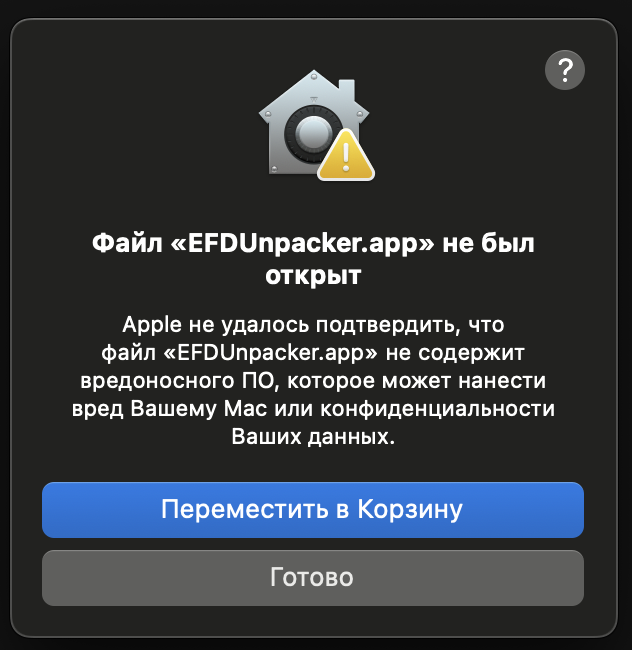 ?
Файл «EFDUnpacker.app» не был
открыт
Apple не удалось подтвердить, что
файл «EFDUnpacker.app» не содержит
вредоносного ПО, которое может нанести
вред Вашему Mac или конфиденциальности
Ваших данных.
Переместить в Корзину
Готово